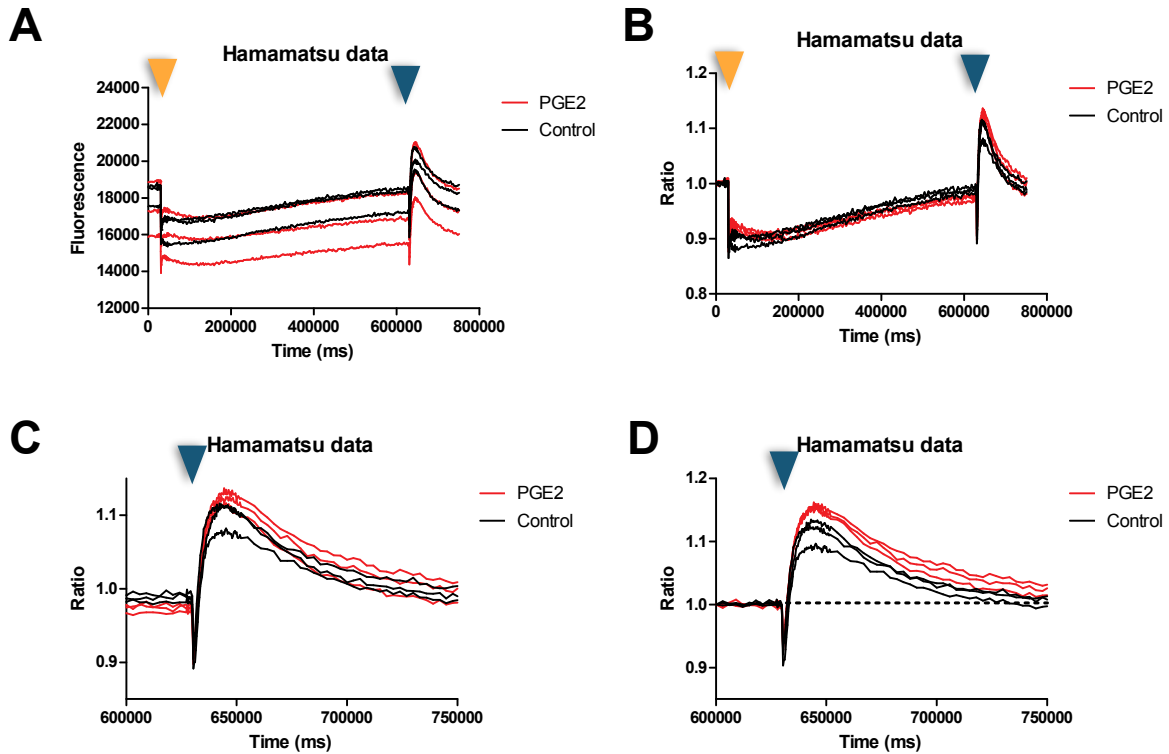 A
Hamamatsu data
24000
22000
20000
18000
16000
14000
12000
Fluorescence
0
200000
400000
600000
800000
Time (ms)
PGE2
Control
B
Hamamatsu data
1.2
1.1
1.0
0.9
0.8
Ratio
0
200000
400000
600000
800000
Time (ms)
PGE2
Control
C
Hamamatsu data
1.1
1.0
0.9
Ratio
600000
650000
700000
750000
Time (ms)
PGE2
Control
D
Hamamatsu data
1.2
1.1
1.0
0.9
Ratio
600000
650000
700000
750000
Time (ms)
PGE2
Control